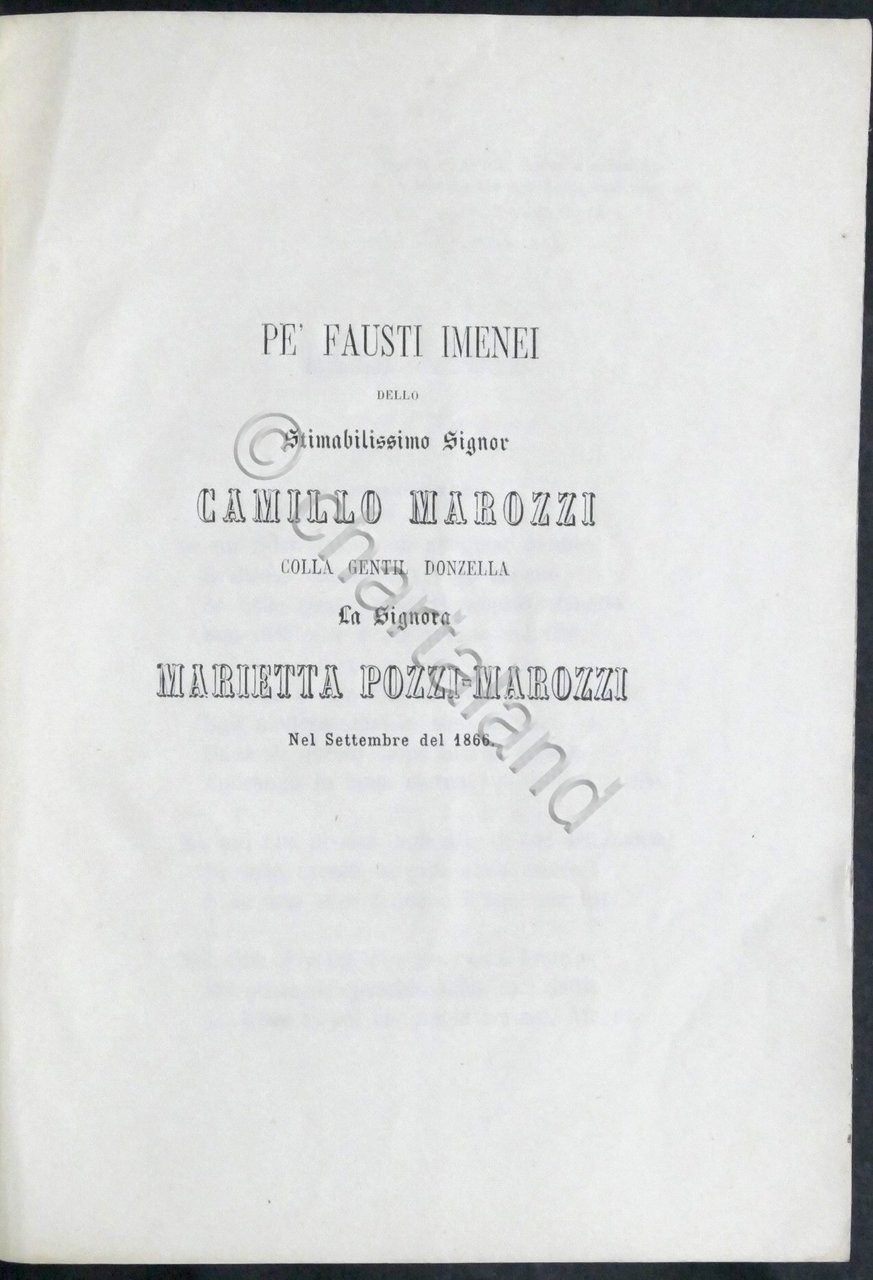 PE' FAUSTI IMENEI
DELLO
Stimabilissimo Signor
CAMILLO MAROZZI
COLLA GENTIL DONZELLA
La Signora
MARIETTA POZZI-MAROZZI
Nel Settembre del 1866.
© Chartaland